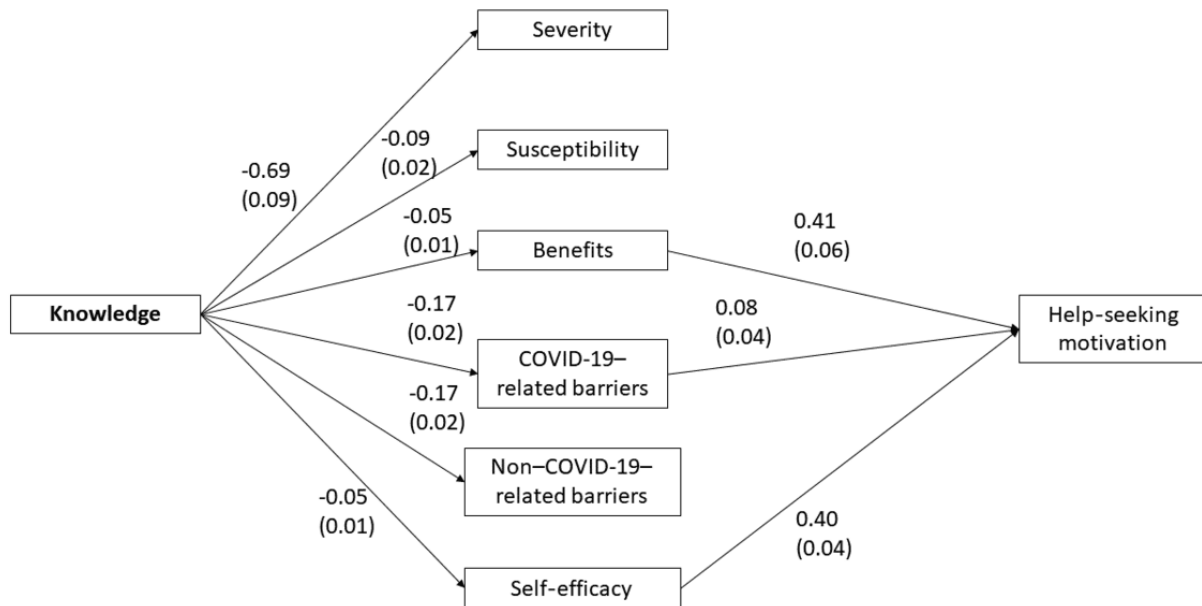 Severity
-0.09
(0.02)
Susceptibility
-0.69
(0.09)
-0.05
(0.01)
Benefits
0.41
(0.06)
Knowledge
-0.17
(0.02)
0.08
(0.04)
Help-seeking
motivation
COVID-19–
related barriers
-0.17
(0.02)
Non–COVID-19–
related barriers
-0.05
(0.01)
0.40
(0.04)
Self-efficacy